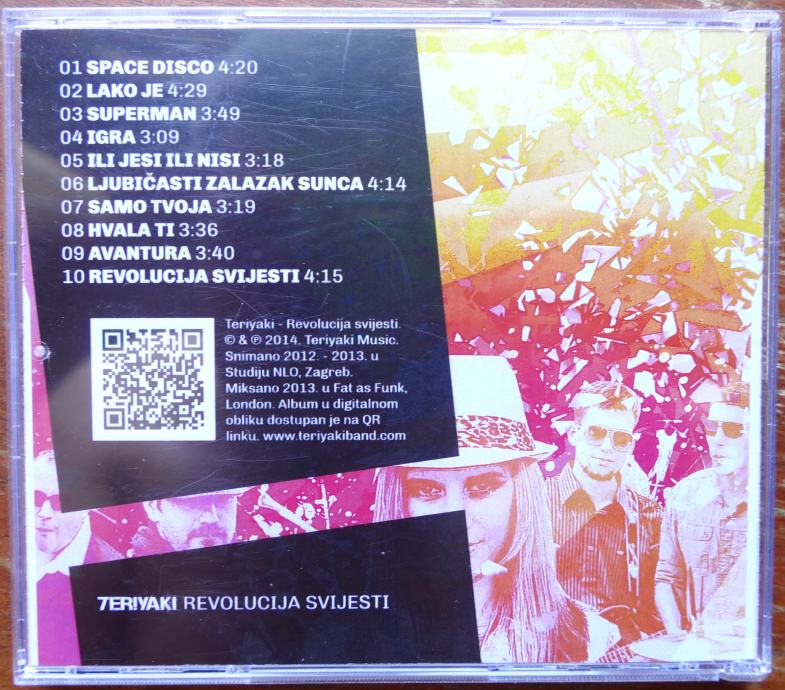 01 SPACE DISCO 4:20
02 LAKO JE 4:29
03 SUPERMAN 3:49
04 IGRA 3:09
05 ILI JESI ILI NISI 3:18
06 LJUBIČASTI ZALAZAK SUNCA 4:14
07 SAMO TVOJA 3:19
08 HVALA TI 3:36
09 AVANTURA 3:40
10 REVOLUCIJA SVIJESTI 4:15
Teriyaki - Revolucija svijesti.
© & ℗ 2014. Teriyaki Music.
Snimano 2012. - 2013. u
Studiju NLO, Zagreb.
Miksano 2013. u Fat as Funk,
London. Album u digitalnom
obliku dostupan je na QR
linku. www.teriyakiband.com
TERIYAKI REVOLUCIJA SVIJESTI